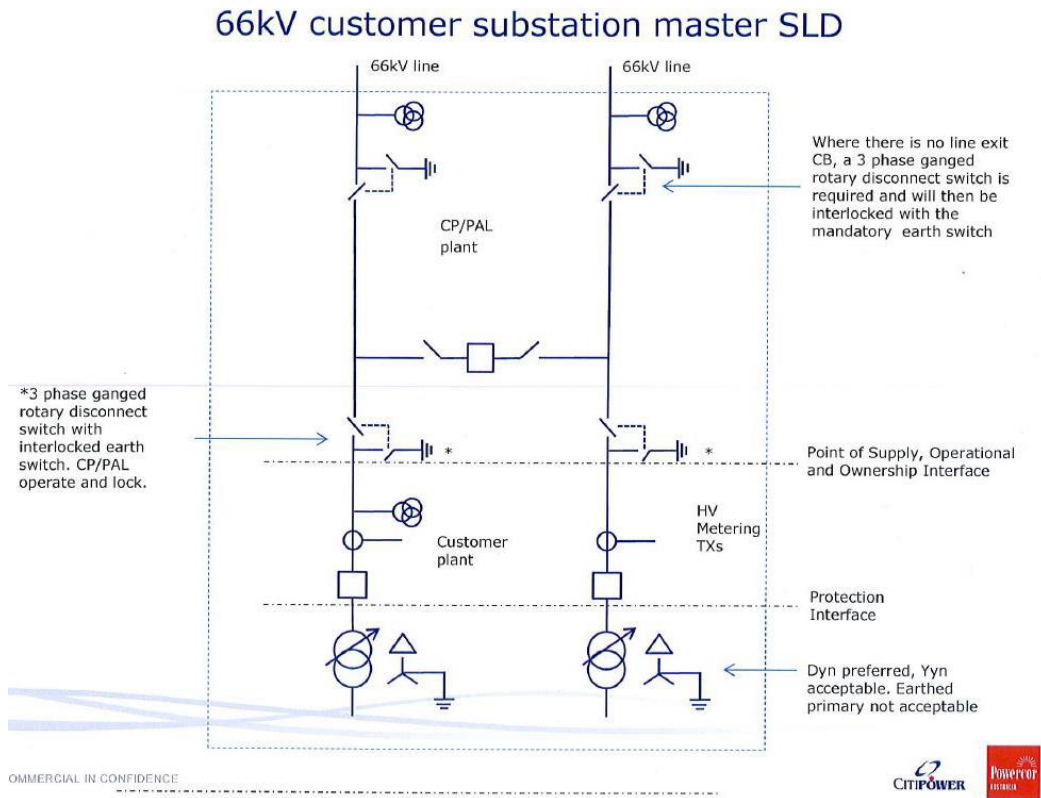 66kV customer substation master SLD
66kV line
66kV line
Where there is no line exit
CB, a 3 phase ganged
rotary disconnect switch is
required and will then be
interlocked with the
mandatory earth switch
CP/PAL
plant
*3 phase ganged
rotary disconnect
switch with
interlocked earth
switch. CP/PAL
operate and lock.
*
*
Point of Supply, Operational
and Ownership Interface
HV
Metering
TXs
Customer
plant
Protection
Interface
Dyn preferred, Yyn
acceptable. Earthed
primary not acceptable
OMMERCIAL IN CONFIDENCE
CITIPOWER
Powercor
AUSTRALIA